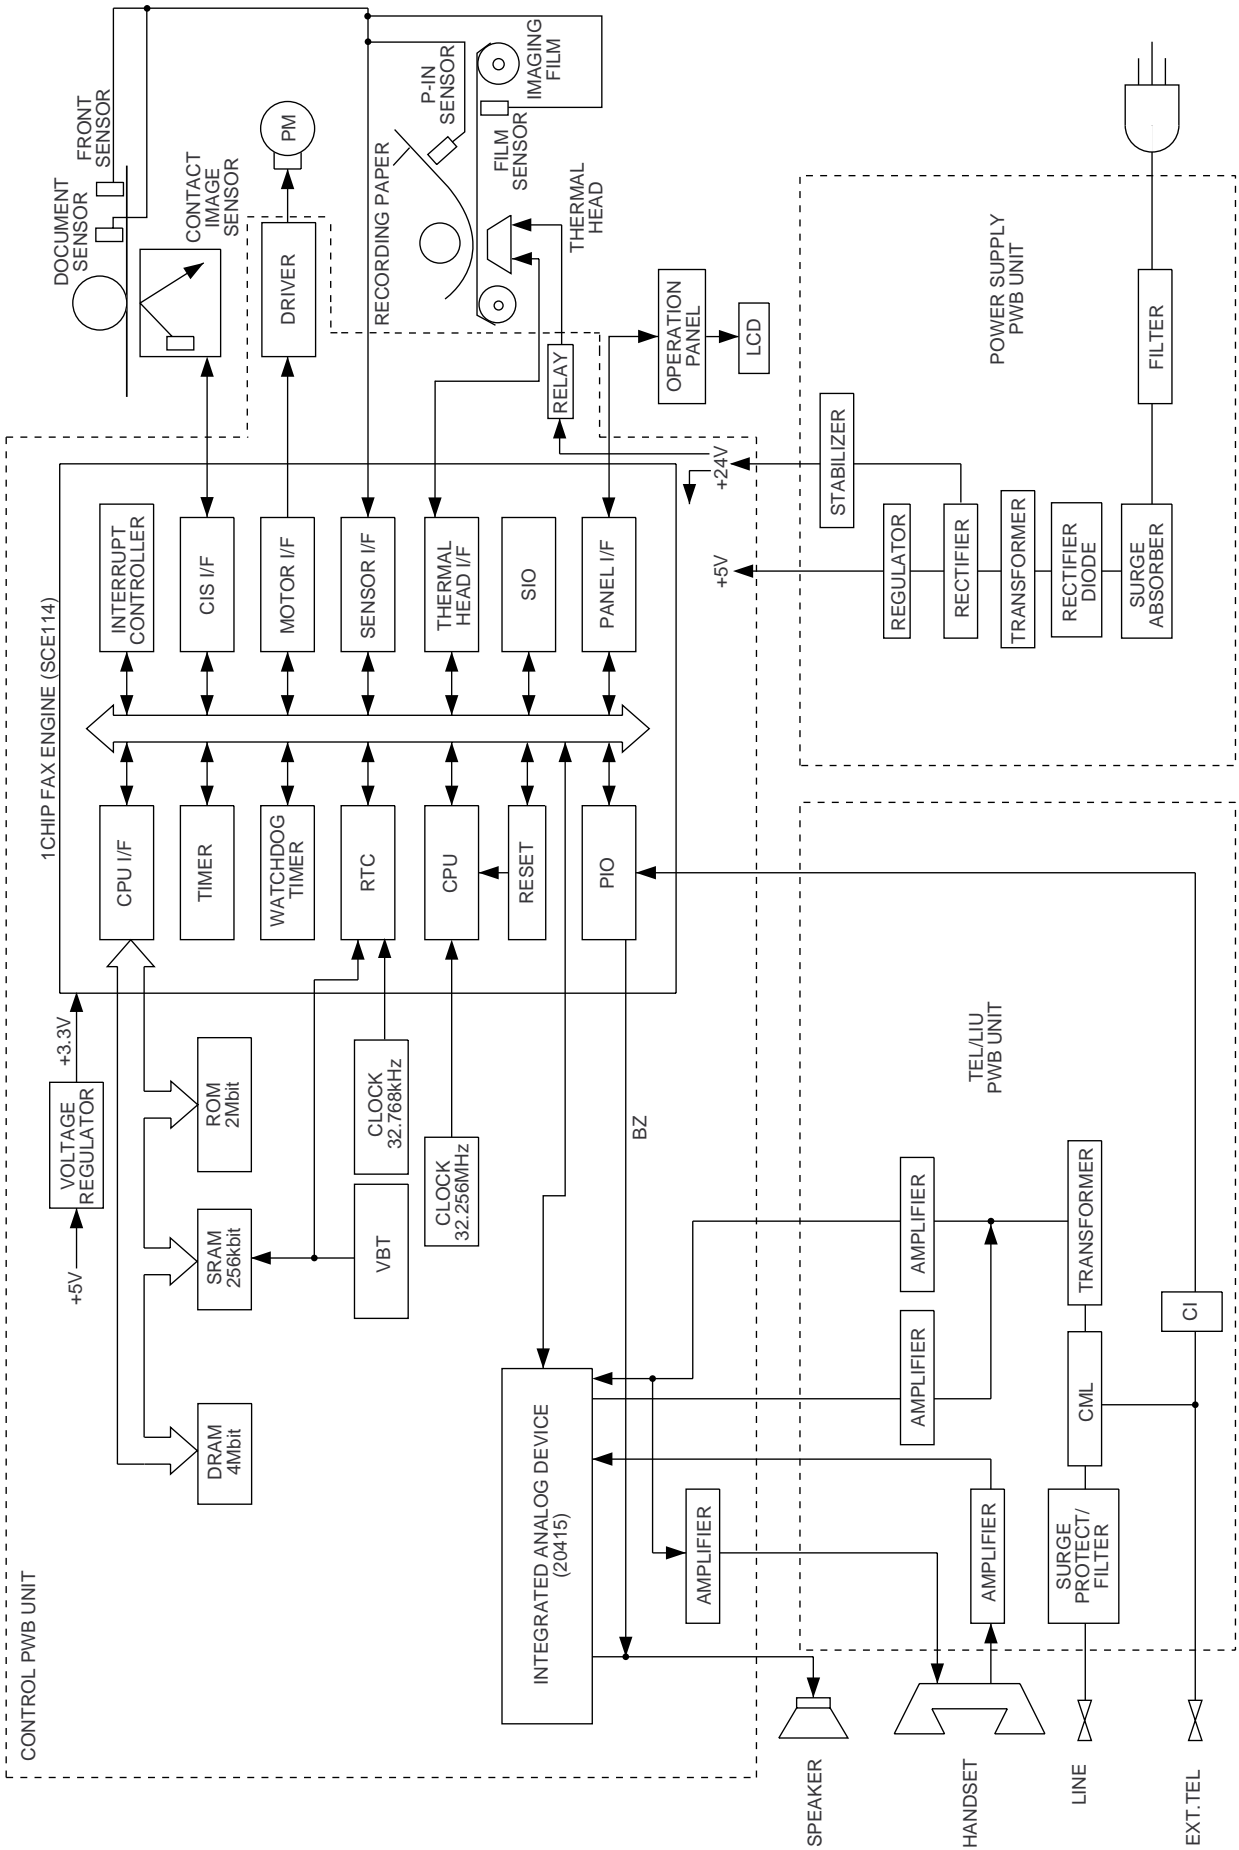 CONTROL PWB UNIT
1CHIP FAX ENGINE (SCE114)
+5V
VOLTAGE
REGULATOR
+3.3V
DRAM
4Mbit
SRAM
256kbit
ROM
2Mbit
VBT
CLOCK
32.768kHz
CLOCK
32.256MHz
CPU I/F
TIMER
WATCHDOG
TIMER
RTC
CPU
RESET
PIO
INTERRUPT
CONTROLLER
CIS I/F
MOTOR I/F
SENSOR I/F
THERMAL
HEAD I/F
SIO
PANEL I/F
DOCUMENT
SENSOR
FRONT
SENSOR
CONTACT
IMAGE
SENSOR
DRIVER
PM
RECORDING PAPER
P-IN
SENSOR
FILM
SENSOR
IMAGING
FILM
THERMAL
HEAD
RELAY
OPERATION
PANEL
LCD
INTEGRATED ANALOG DEVICE
(20415)
BZ
AMPLIFIER
SPEAKER
HANDSET
LINE
EXT.TEL
TEL/LIU
PWB UNIT
AMPLIFIER
AMPLIFIER
AMPLIFIER
SURGE
PROTECT/
FILTER
CML
TRANSFORMER
CI
POWER SUPPLY
PWB UNIT
+5V
+24V
STABILIZER
REGULATOR
RECTIFIER
TRANSFORMER
RECTIFIER
DIODE
SURGE
ABSORBER
FILTER